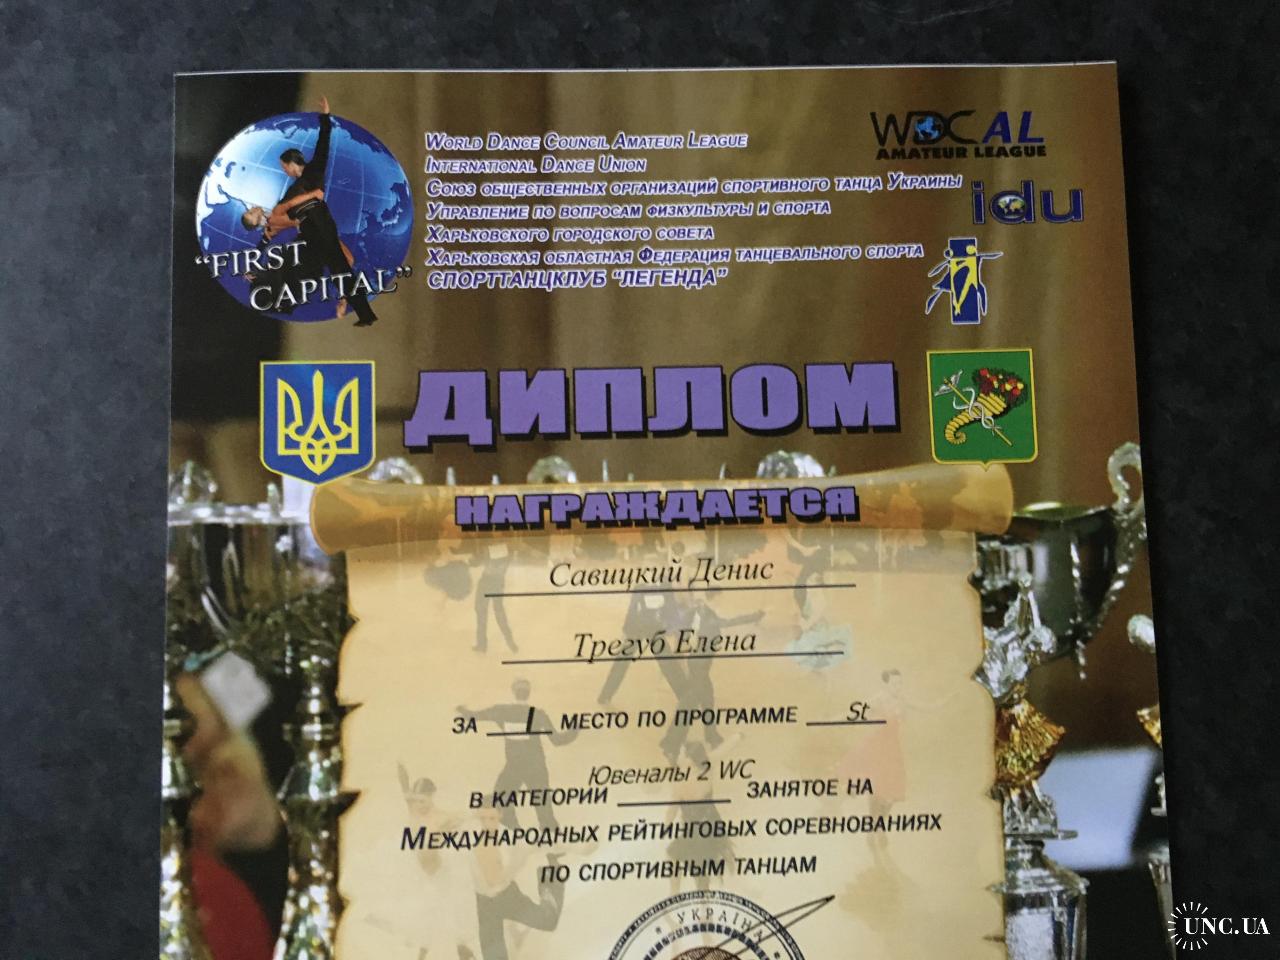 World Dance Council Amateur League
International Dance Union
Союз общественных организаций спортивного танца Украины
Управление по вопросам физкультуры и спорта
Харьковского городского совета
Харьковская областная Федерация танцевального спорта
СПОРТТАНЦКЛУБ "ЛЕГЕНДА"
"FIRST
CAPITAL"
WDC AL
AMATEUR LEAGUE
idu
ДИПЛОМ
НАГРАЖДАЕТСЯ
Савицкий Денис
Трегуб Елена
ЗА I МЕСТО ПО ПРОГРАММЕ St
Ювеналы 2 WC
В КАТЕГОРИИ ЗАНЯТОЕ НА
МЕЖДУНАРОДНЫХ РЕЙТИНГОВЫХ СОРЕВНОВАНИЯХ
ПО СПОРТИВНЫМ ТАНЦАМ
* УКРАЇНА *
UNC.UA